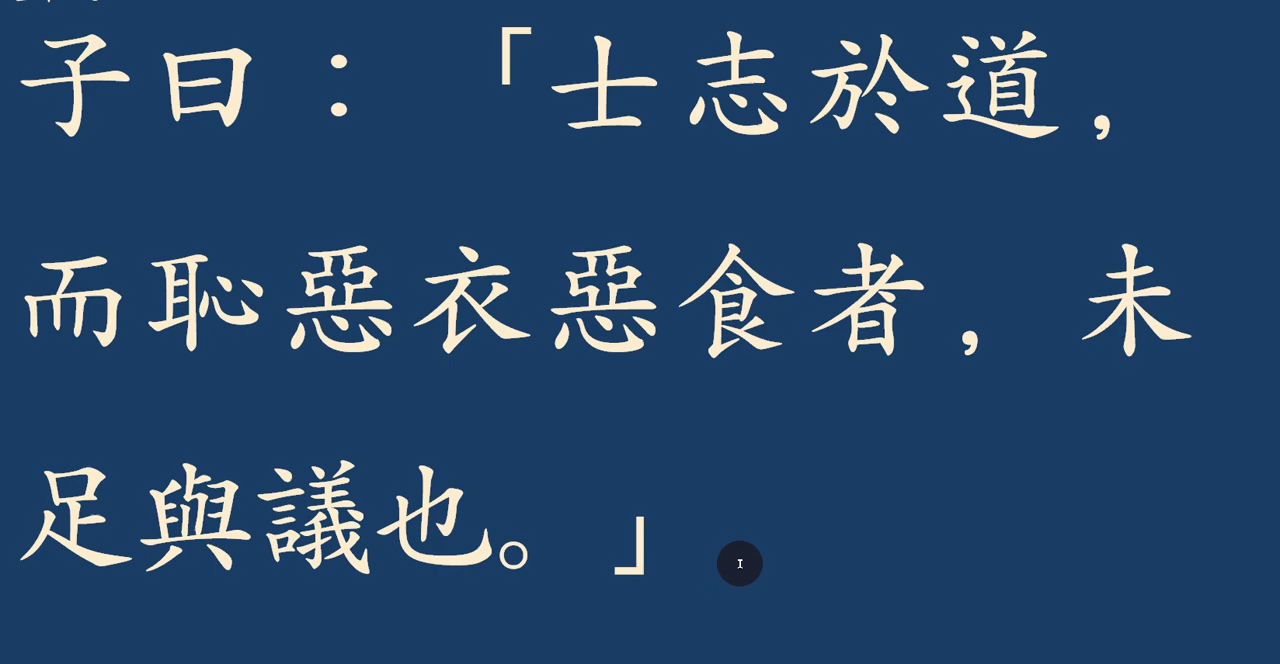 子曰：「士志於道，
而恥惡衣惡食者，未
足與議也。」